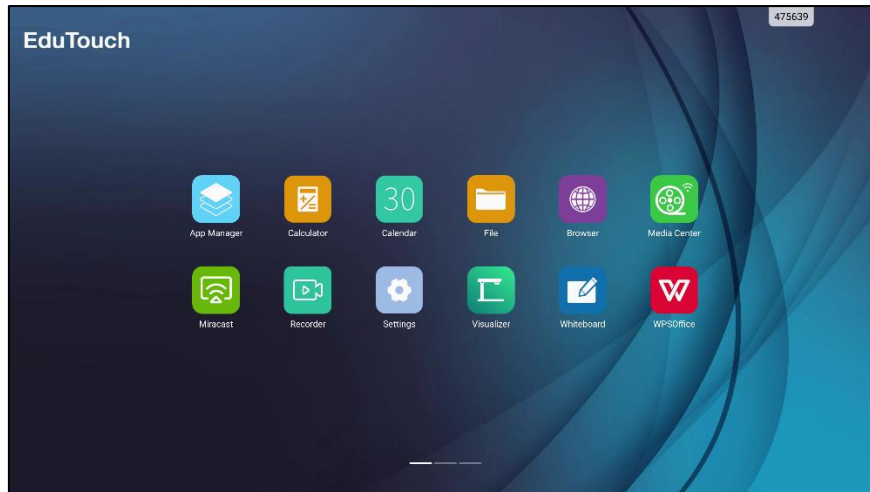 475639
EduTouch
30
App Manager
Calculator
Calendar
File
Browser
Media Center
Miracast
Recorder
Settings
Visualizer
Whiteboard
WPSOffice